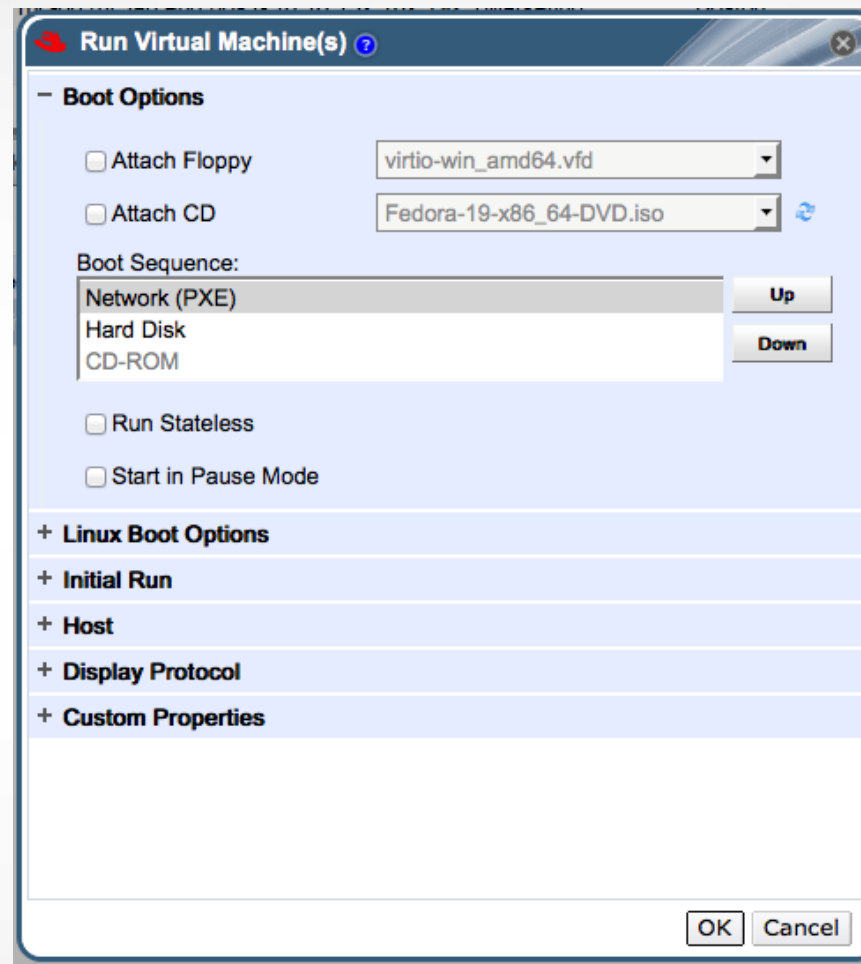 Run Virtual Machine(s) ?
− Boot Options
Attach Floppy virtio-win_amd64.vfd
Attach CD Fedora-19-x86_64-DVD.iso
Boot Sequence:
Network (PXE)
Up
Hard Disk
Down
CD-ROM
Run Stateless
Start in Pause Mode
+ Linux Boot Options
+ Initial Run
+ Host
+ Display Protocol
+ Custom Properties
OK Cancel